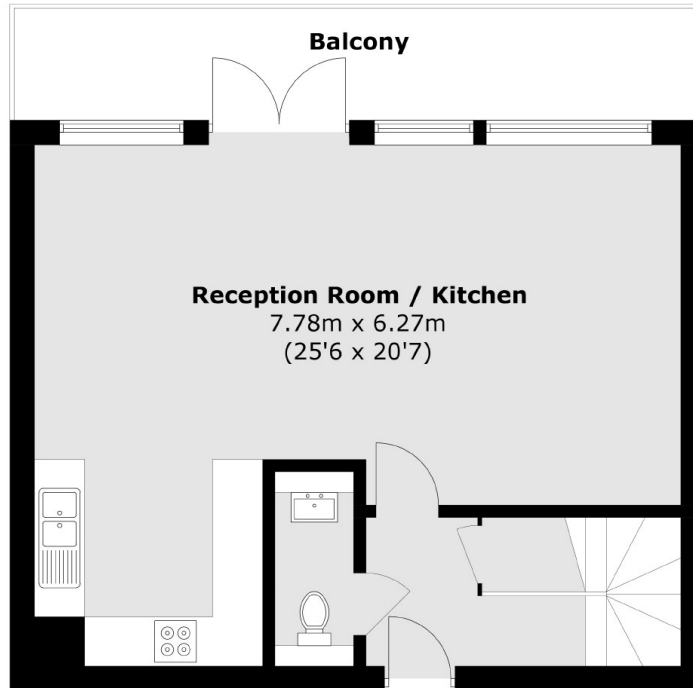 Balcony
Reception Room / Kitchen
7.78m x 6.27m
(25'6 x 20'7)